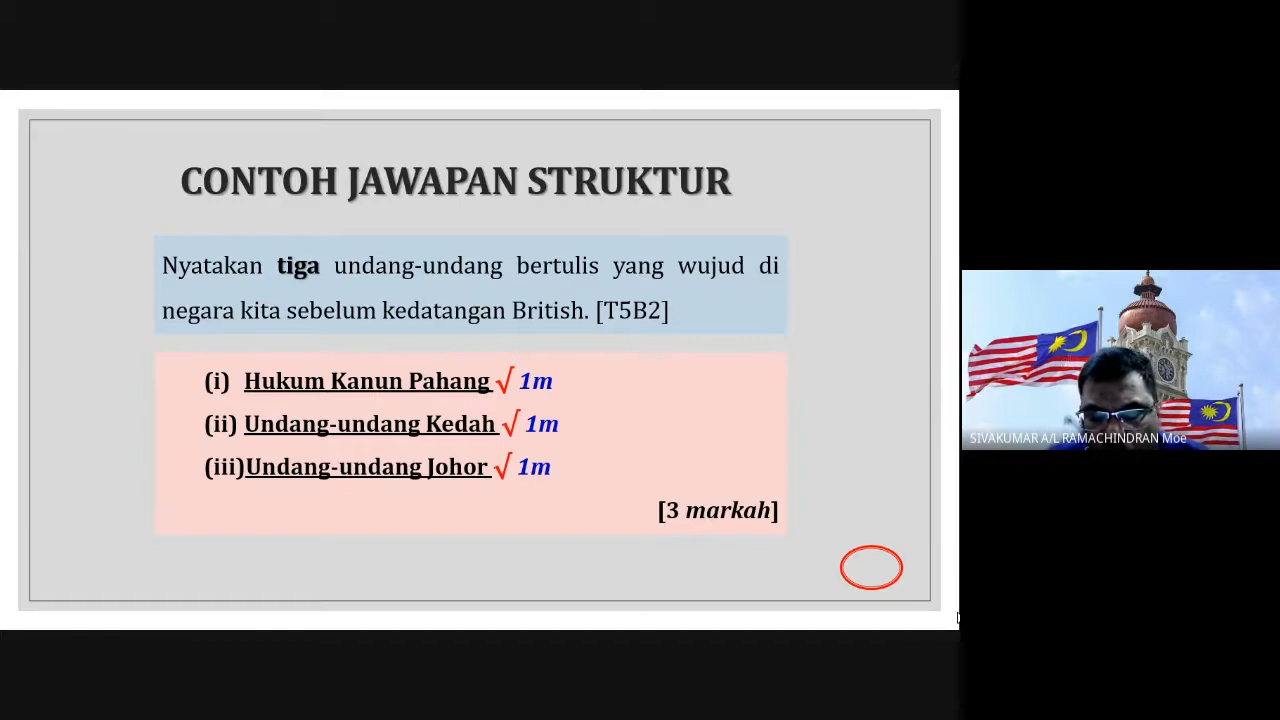 CONTOH JAWAPAN STRUKTUR
Nyatakan tiga undang-undang bertulis yang wujud di
negara kita sebelum kedatangan British. [T5B2]
(i) Hukum Kanun Pahang √ 1m
(ii) Undang-undang Kedah √ 1m
(iii)Undang-undang Johor √ 1m
[3 markah]
SIVAKUMAR A/L RAMACHINDRAN Moe